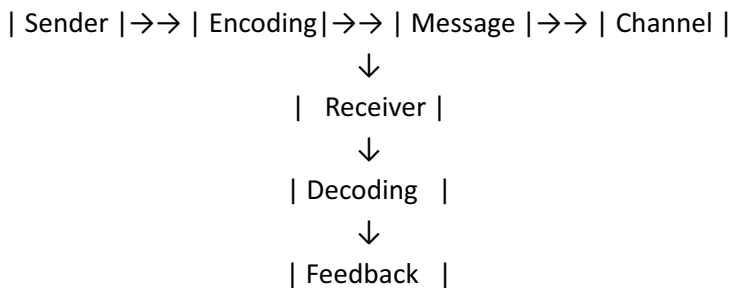 | Sender |→→ | Encoding|→→ | Message |→→ | Channel |
↓
| Receiver |
↓
| Decoding |
↓
| Feedback |